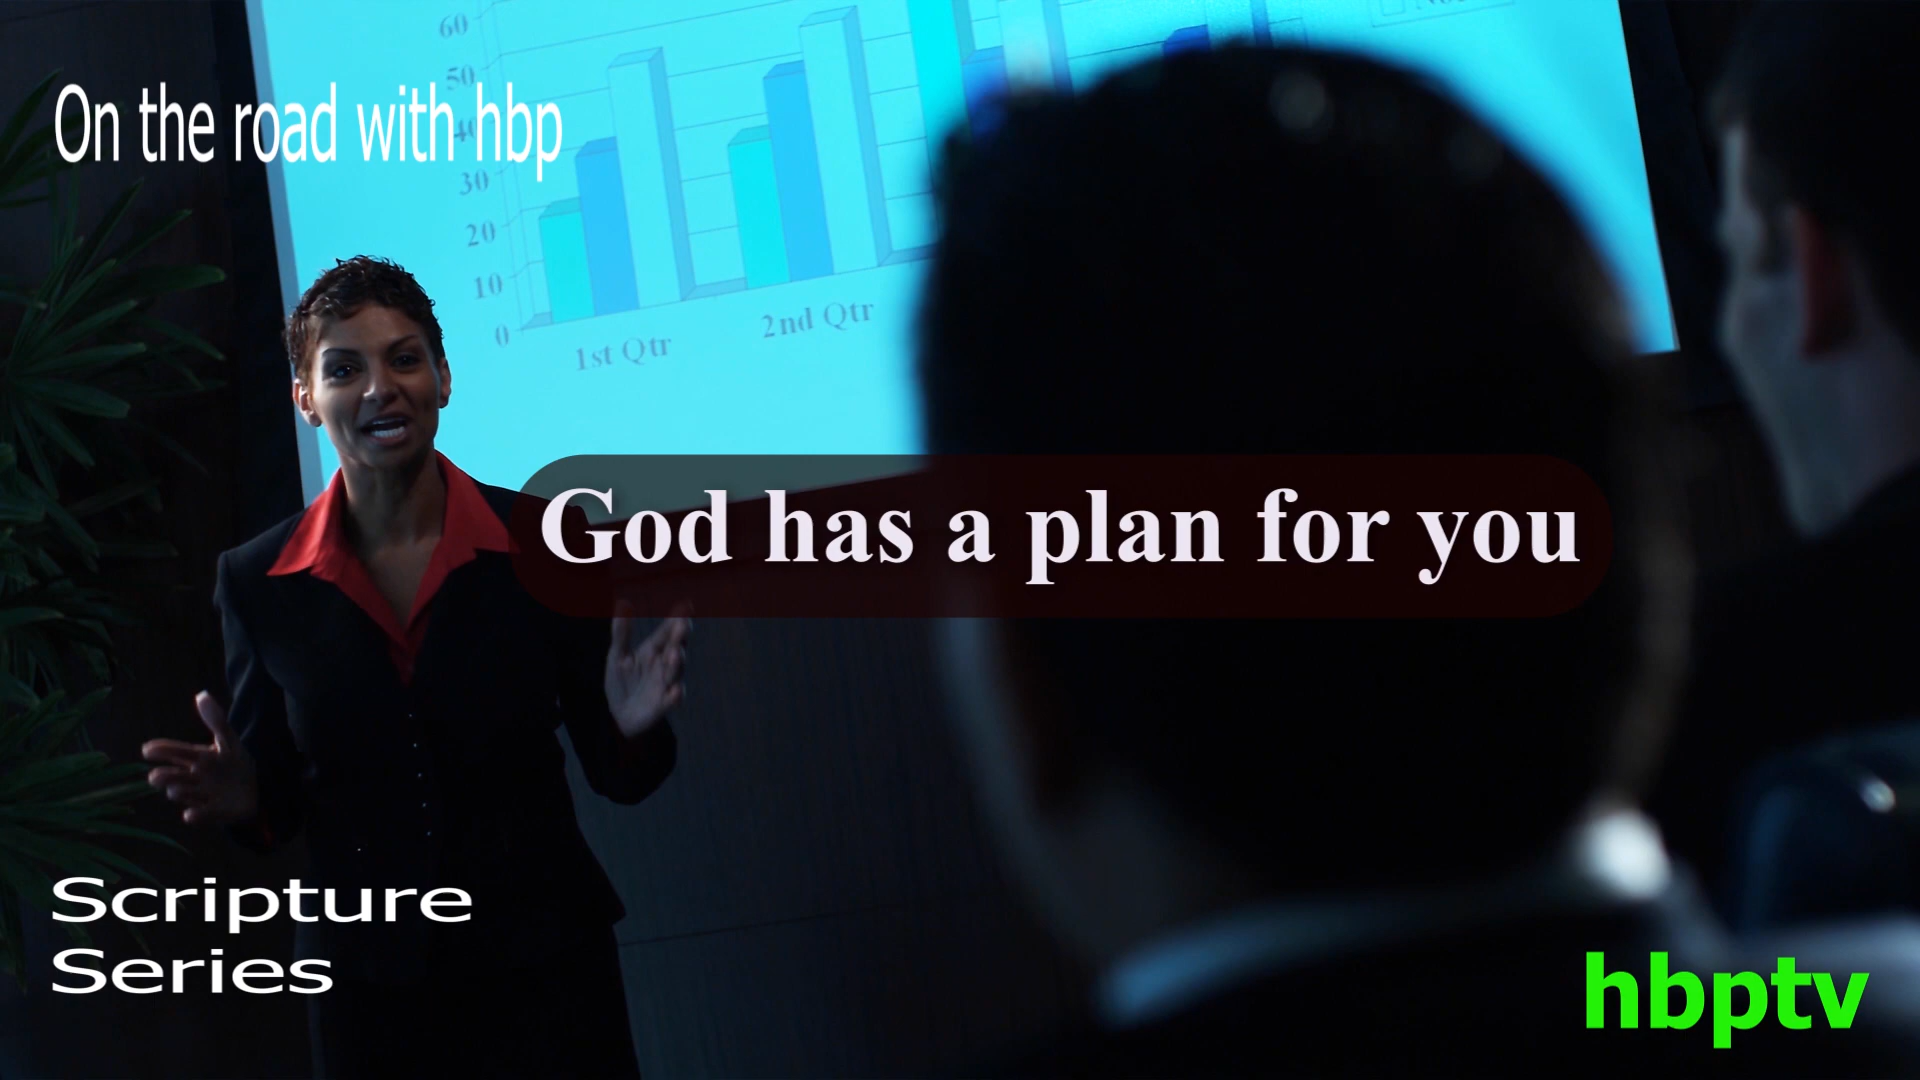 On the road with hbp
60
50
40
30
20
10
0
1st Qtr
2nd Qtr
God has a plan for you
Scripture
Series
hbptv